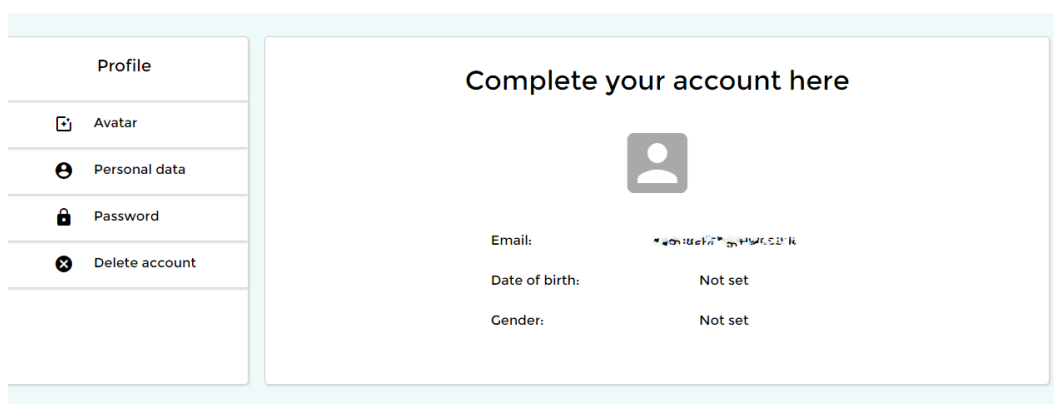 Profile
Avatar
Personal data
Password
Delete account
Complete your account here
Email:
Date of birth: Not set
Gender: Not set